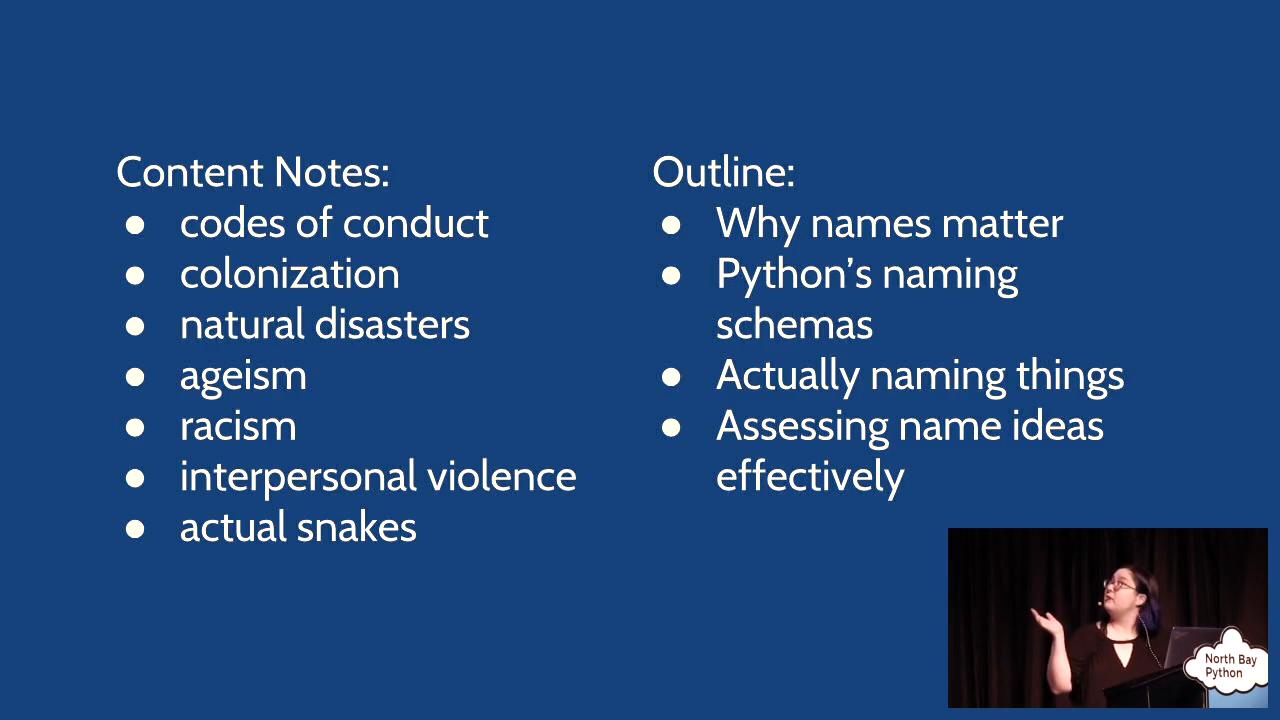 Content Notes:
● codes of conduct
● colonization
● natural disasters
● ageism
● racism
● interpersonal violence
● actual snakes
Outline:
● Why names matter
● Python’s naming
schemas
● Actually naming things
● Assessing name ideas
effectively
North Bay
Python